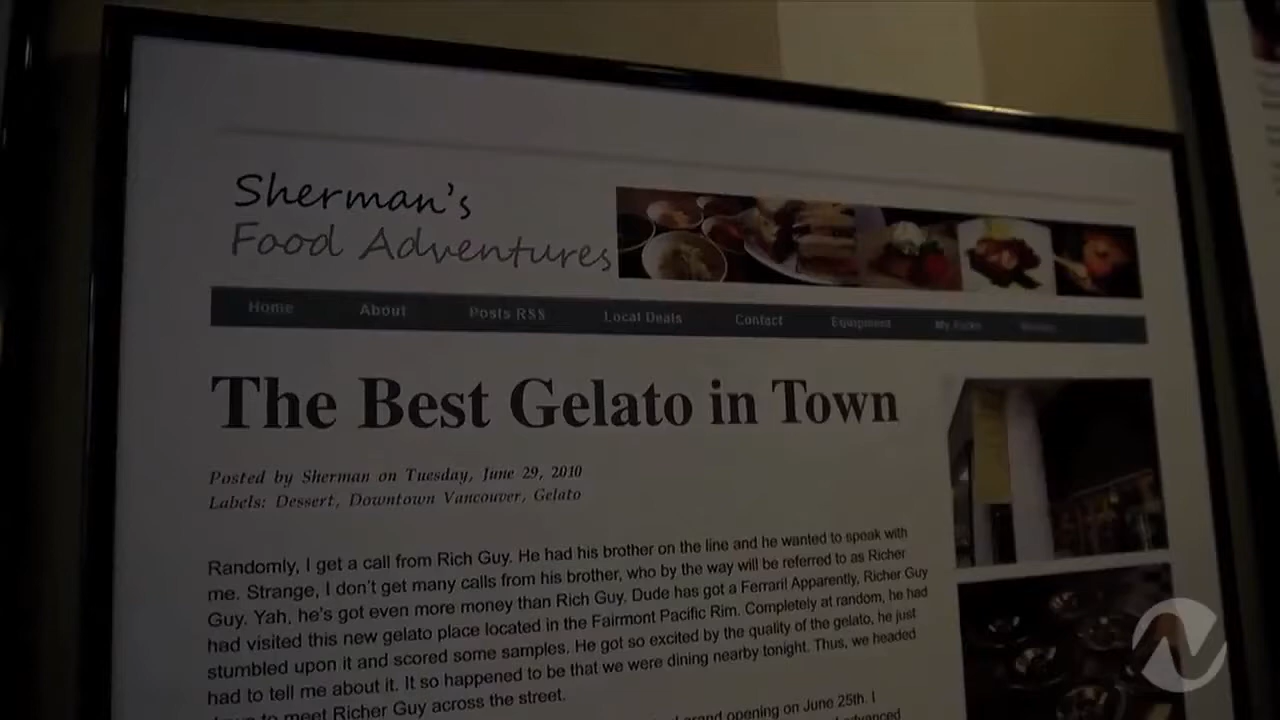 Sherman's
Food Adventures
Home About Posts RSS Local Deals Contact Equipment My Picks
The Best Gelato in Town
Posted by Sherman on Tuesday, June 29, 2010
Labels: Dessert, Downtown Vancouver, Gelato
Randomly, I get a call from Rich Guy. He had his brother on the line and he wanted to speak with
me. Strange, I don't get many calls from his brother, who by the way will be referred to as Richer
Guy. Yah, he's got even more money than Rich Guy. Dude has got a Ferrari! Apparently, Richer Guy
had visited this new gelato place located in the Fairmont Pacific Rim. Completely at random, he had
stumbled upon it and scored some samples. He got so excited by the quality of the gelato, he just
had to tell me about it. It so happened to be that we were dining nearby tonight. Thus, we headed
to meet Richer Guy across the street.
grand opening on June 25th. I
advanced